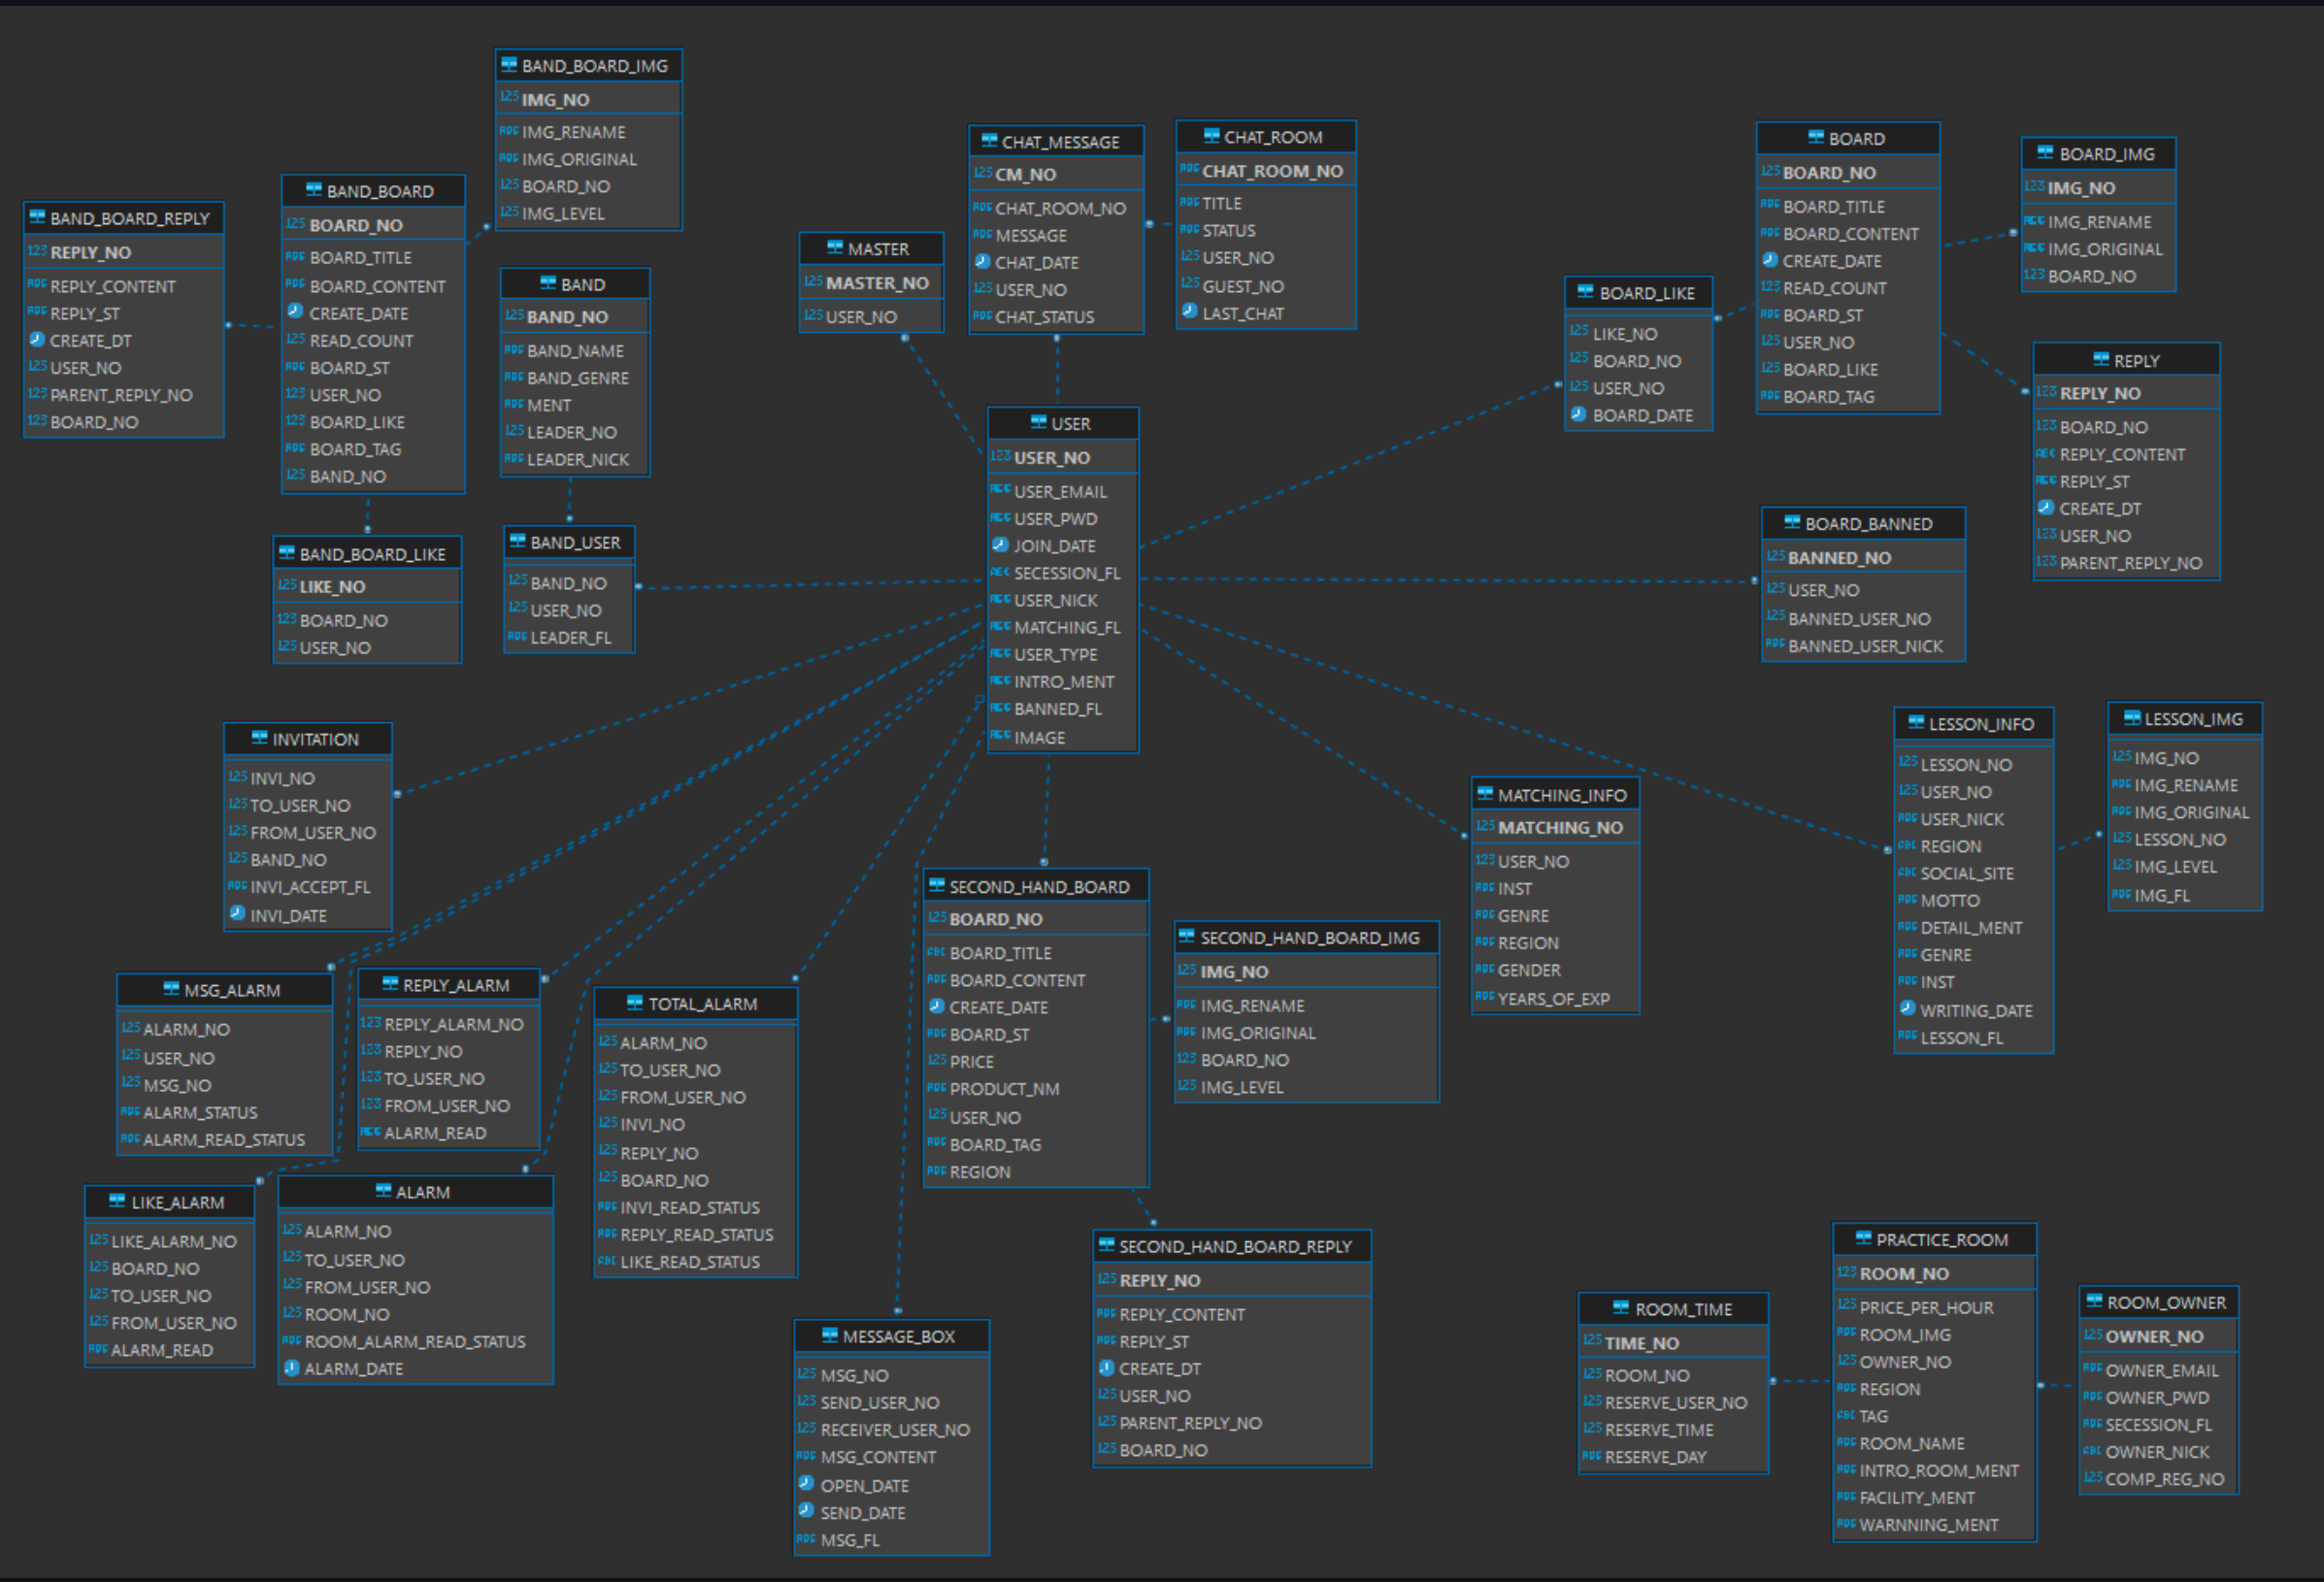 BAND_BOARD_IMG
IMG_NO
IMG_RENAME
IMG_ORIGINAL
BOARD_NO
IMG_LEVEL
BAND_BOARD_REPLY
REPLY_NO
REPLY_CONTENT
REPLY_ST
CREATE_DT
USER_NO
PARENT_REPLY_NO
BOARD_NO
BAND_BOARD
BOARD_NO
BOARD_TITLE
BOARD_CONTENT
CREATE_DATE
READ_COUNT
BOARD_ST
USER_NO
BOARD_LIKE
BOARD_TAG
BAND_NO
BAND
BAND_NO
BAND_NAME
BAND_GENRE
MENT
LEADER_NO
LEADER_NICK
BAND_BOARD_LIKE
LIKE_NO
BOARD_NO
USER_NO
BAND_USER
BAND_NO
USER_NO
LEADER_FL
MASTER
MASTER_NO
USER_NO
CHAT_MESSAGE
CM_NO
CHAT_ROOM_NO
MESSAGE
CHAT_DATE
USER_NO
CHAT_STATUS
CHAT_ROOM
CHAT_ROOM_NO
TITLE
STATUS
USER_NO
GUEST_NO
LAST_CHAT
USER
USER_NO
USER_EMAIL
USER_PWD
JOIN_DATE
SECESSION_FL
USER_NICK
MATCHING_FL
USER_TYPE
INTRO_MENT
BANNED_FL
IMAGE
BOARD_LIKE
LIKE_NO
BOARD_NO
USER_NO
BOARD_DATE
BOARD
BOARD_NO
BOARD_TITLE
BOARD_CONTENT
CREATE_DATE
READ_COUNT
BOARD_ST
USER_NO
BOARD_LIKE
BOARD_TAG
BOARD_IMG
IMG_NO
IMG_RENAME
IMG_ORIGINAL
BOARD_NO
REPLY
REPLY_NO
BOARD_NO
REPLY_CONTENT
REPLY_ST
CREATE_DT
USER_NO
PARENT_REPLY_NO
BOARD_BANNED
BANNED_NO
USER_NO
BANNED_USER_NO
BANNED_USER_NICK
INVITATION
INVI_NO
TO_USER_NO
FROM_USER_NO
BAND_NO
INVI_ACCEPT_FL
INVI_DATE
MSG_ALARM
ALARM_NO
USER_NO
MSG_NO
ALARM_STATUS
ALARM_READ_STATUS
REPLY_ALARM
REPLY_ALARM_NO
REPLY_NO
TO_USER_NO
FROM_USER_NO
ALARM_READ
LIKE_ALARM
LIKE_ALARM_NO
BOARD_NO
TO_USER_NO
FROM_USER_NO
ALARM_READ
ALARM
ALARM_NO
TO_USER_NO
FROM_USER_NO
ROOM_NO
ROOM_ALARM_READ_STATUS
ALARM_DATE
TOTAL_ALARM
ALARM_NO
TO_USER_NO
FROM_USER_NO
INVI_NO
REPLY_NO
BOARD_NO
INVI_READ_STATUS
REPLY_READ_STATUS
LIKE_READ_STATUS
MESSAGE_BOX
MSG_NO
SEND_USER_NO
RECEIVER_USER_NO
MSG_CONTENT
OPEN_DATE
SEND_DATE
MSG_FL
SECOND_HAND_BOARD
BOARD_NO
BOARD_TITLE
BOARD_CONTENT
CREATE_DATE
BOARD_ST
PRICE
PRODUCT_NM
USER_NO
BOARD_TAG
REGION
SECOND_HAND_BOARD_IMG
IMG_NO
IMG_RENAME
IMG_ORIGINAL
BOARD_NO
IMG_LEVEL
SECOND_HAND_BOARD_REPLY
REPLY_NO
REPLY_CONTENT
REPLY_ST
CREATE_DT
USER_NO
PARENT_REPLY_NO
BOARD_NO
MATCHING_INFO
MATCHING_NO
USER_NO
INST
GENRE
REGION
GENDER
YEARS_OF_EXP
LESSON_INFO
LESSON_NO
USER_NO
USER_NICK
REGION
SOCIAL_SITE
MOTTO
DETAIL_MENT
GENRE
INST
WRITING_DATE
LESSON_FL
LESSON_IMG
IMG_NO
IMG_RENAME
IMG_ORIGINAL
LESSON_NO
IMG_LEVEL
IMG_FL
ROOM_TIME
TIME_NO
ROOM_NO
RESERVE_USER_NO
RESERVE_TIME
RESERVE_DAY
PRACTICE_ROOM
ROOM_NO
PRICE_PER_HOUR
ROOM_IMG
OWNER_NO
REGION
TAG
ROOM_NAME
INTRO_ROOM_MENT
FACILITY_MENT
WARNNING_MENT
ROOM_OWNER
OWNER_NO
OWNER_EMAIL
OWNER_PWD
SECESSION_FL
OWNER_NICK
COMP_REG_NO